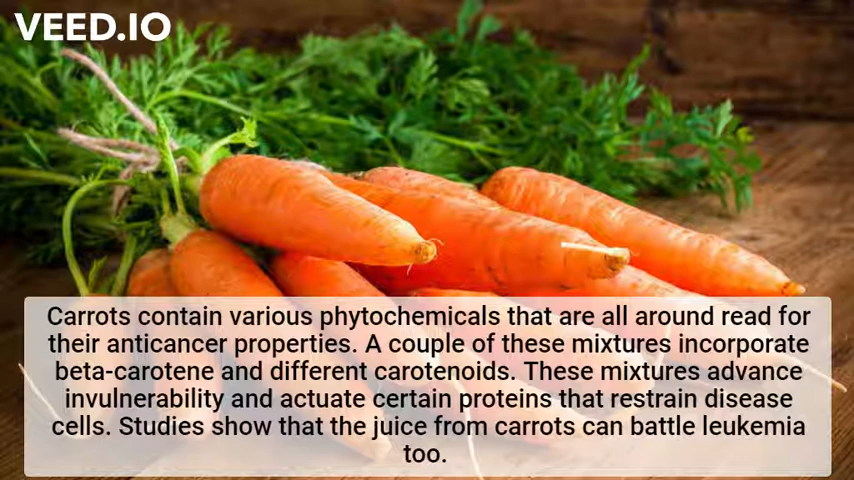 VEED.IO
Carrots contain various phytochemicals that are all around read for
their anticancer properties. A couple of these mixtures incorporate
beta-carotene and different carotenoids. These mixtures advance
invulnerability and actuate certain proteins that restrain disease
cells. Studies show that the juice from carrots can battle leukemia
too.